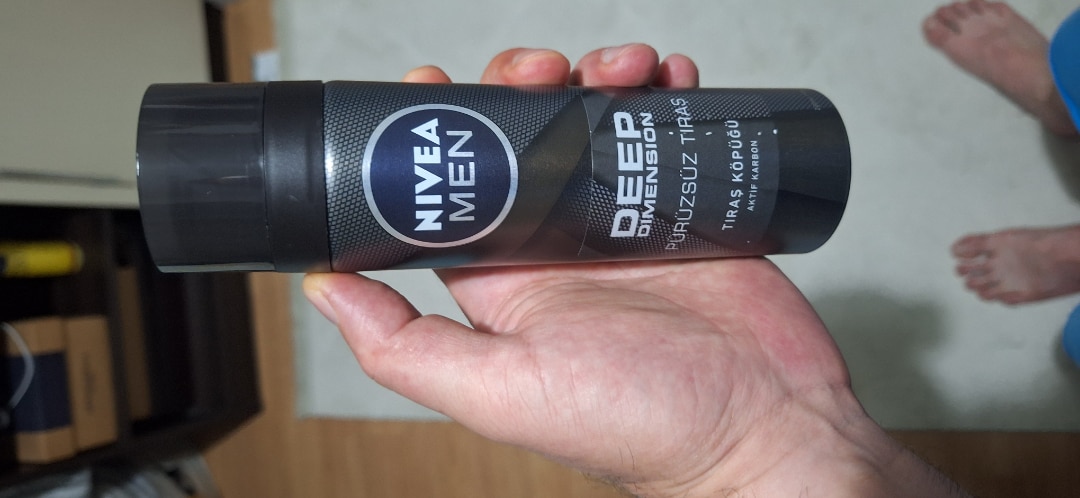 NIVEA
MEN
DEEP
DIMENSION
PÜRÜZSÜZ TIRAŞ
TIRAŞ KÖPÜĞÜ
AKTİF KARBON